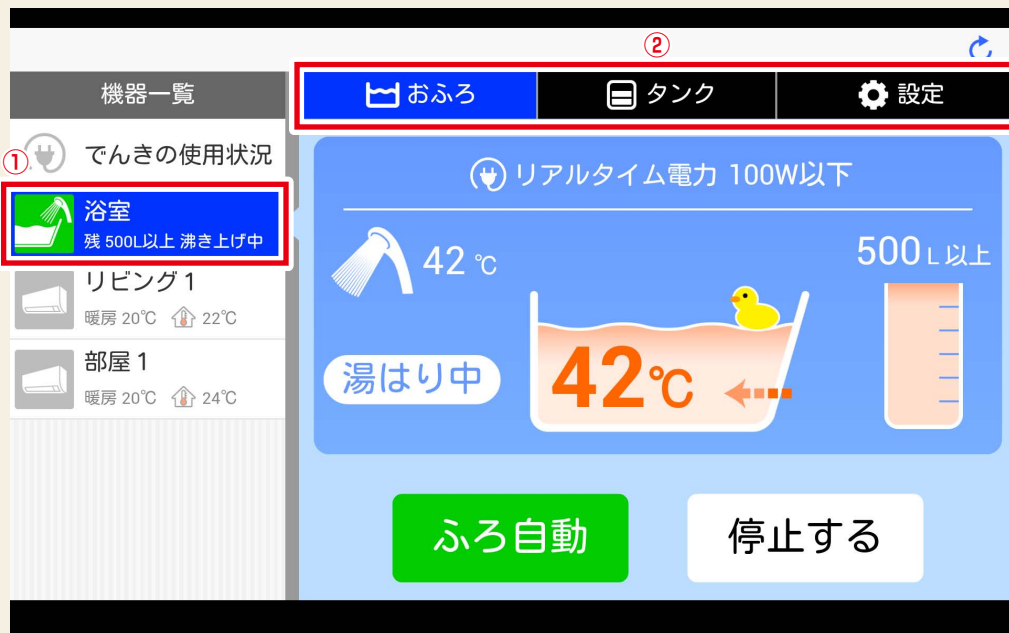 ②
機器一覧
おふろ
タンク
設定
①
でんきの使用状況
浴室
残 500L以上 沸き上げ中
リビング1
暖房 20℃ 22℃
部屋1
暖房 20℃ 24℃
リアルタイム電力 100W以下
42℃
500L以上
湯はり中
42℃
ふろ自動
停止する